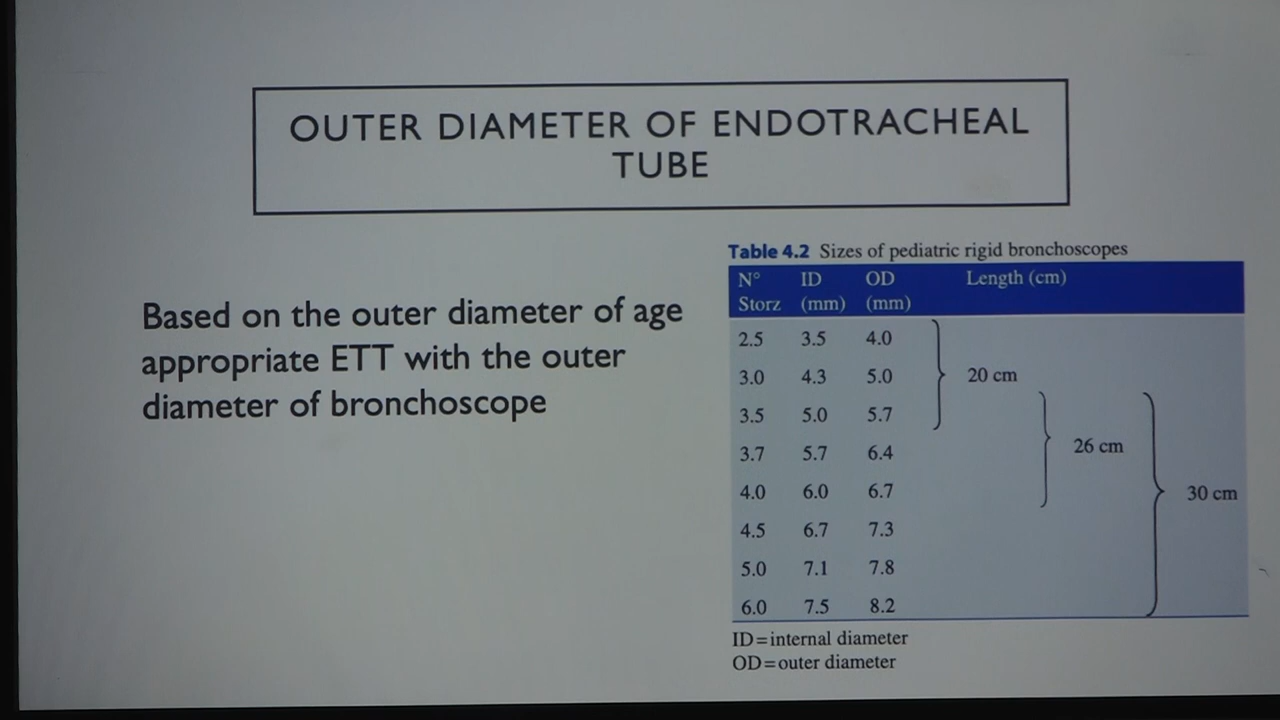 OUTER DIAMETER OF ENDOTRACHEAL
TUBE
Based on the outer diameter of age
appropriate ETT with the outer
diameter of bronchoscope
Table 4.2 Sizes of pediatric rigid bronchoscopes
N° ID OD Length (cm)
Storz (mm) (mm)
2.5 3.5 4.0
3.0 4.3 5.0 20 cm
3.5 5.0 5.7
3.7 5.7 6.4 26 cm
4.0 6.0 6.7 30 cm
4.5 6.7 7.3
5.0 7.1 7.8
6.0 7.5 8.2
ID=internal diameter
OD=outer diameter